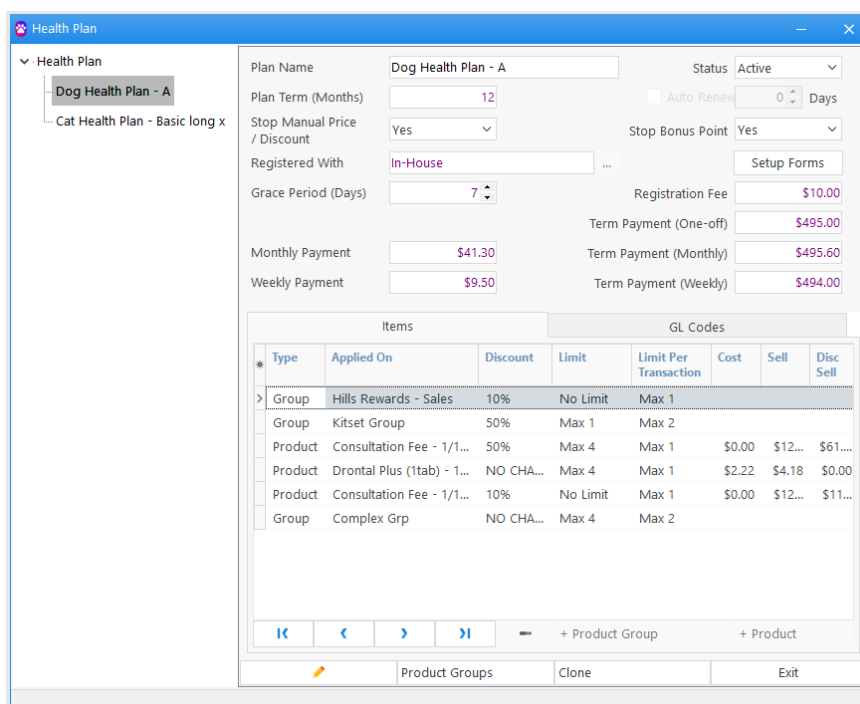 Health Plan
Health Plan
Dog Health Plan - A
Cat Health Plan - Basic long x
Plan Name Dog Health Plan - A Status Active
Plan Term (Months) 12 Auto Renew 0 Days
Stop Manual Price
/ Discount Yes Stop Bonus Point Yes
Registered With In-House ... Setup Forms
Grace Period (Days) 7 Registration Fee $10.00
Term Payment (One-off) $495.00
Monthly Payment $41.30 Term Payment (Monthly) $495.60
Weekly Payment $9.50 Term Payment (Weekly) $494.00
Items GL Codes
Type Applied On Discount Limit Limit Per Transaction Cost Sell Disc Sell
Group Hills Rewards - Sales 10% No Limit Max 1
Group Kitset Group 50% Max 1 Max 2
Product Consultation Fee - 1/1... 50% Max 4 Max 1 $0.00 $12... $61....
Product Drontal Plus (1tab) - 1... NO CHA... Max 4 Max 1 $2.22 $4.18 $0.00
Product Consultation Fee - 1/1... 10% No Limit Max 1 $0.00 $12... $11...
Group Complex Grp NO CHA... Max 4 Max 2
+ Product Group + Product
Product Groups Clone Exit